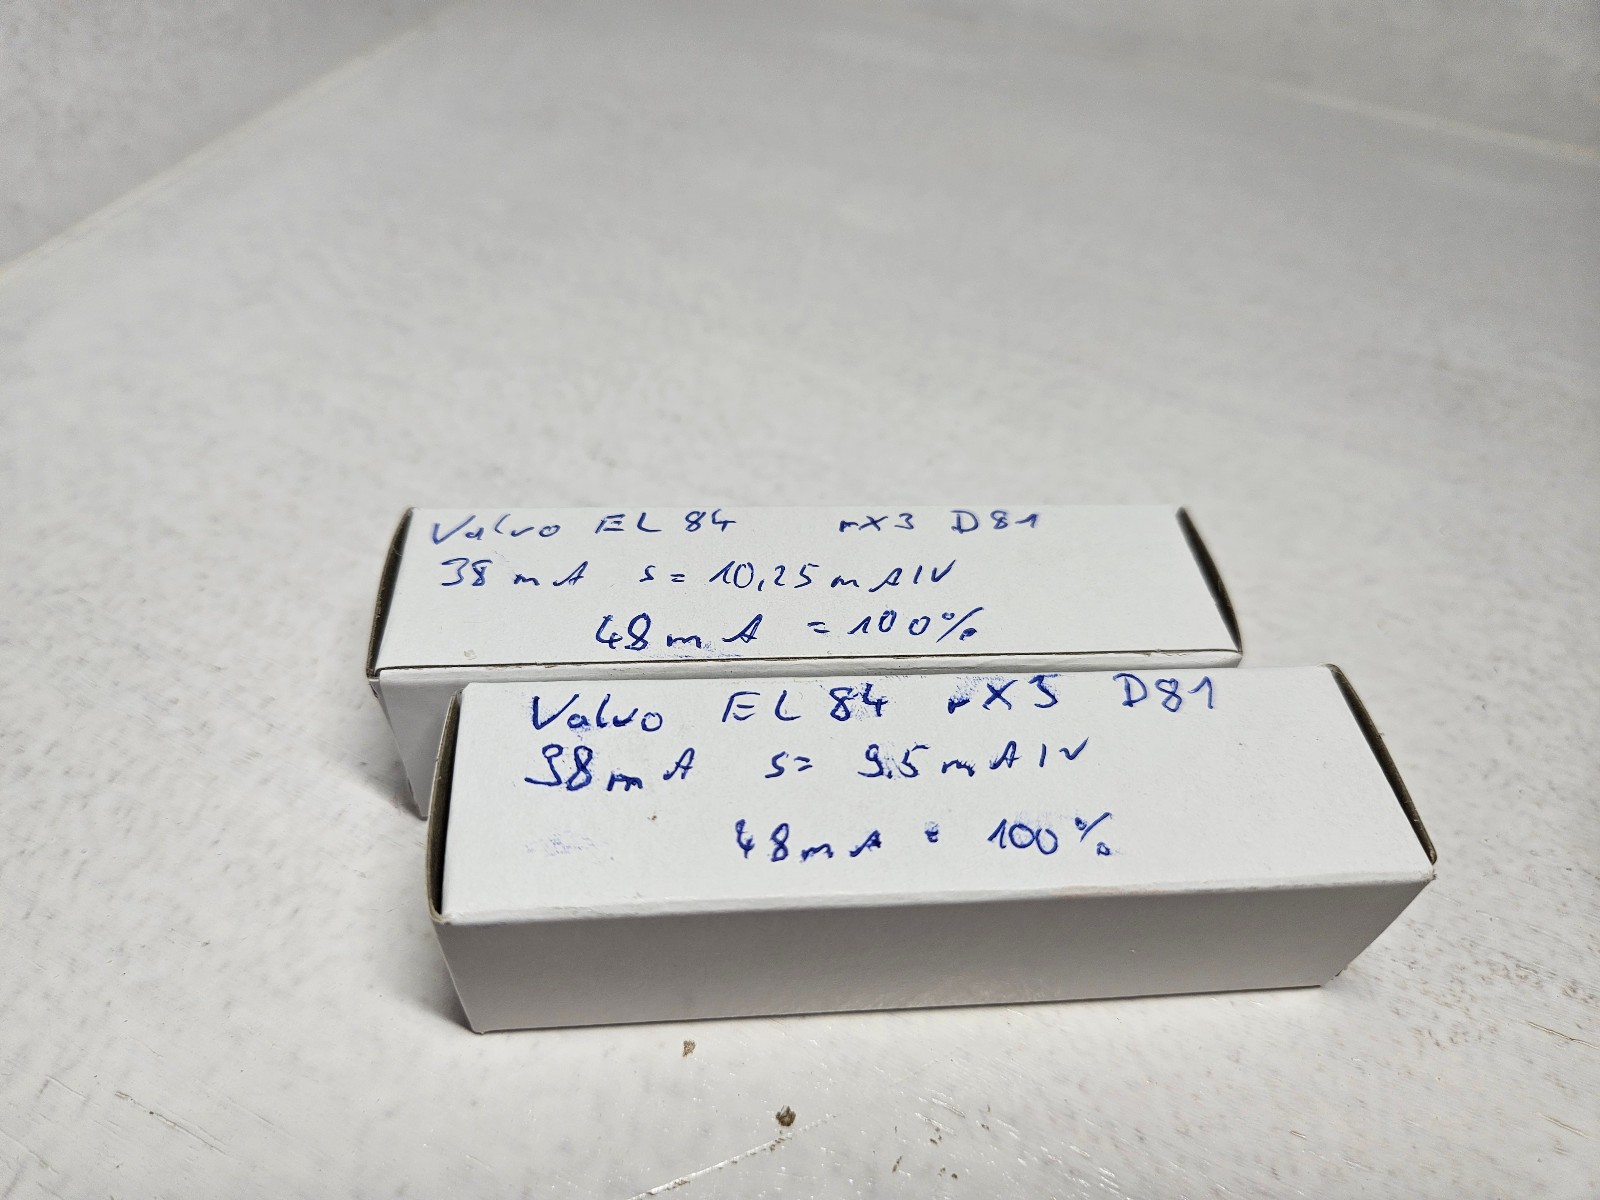 Valvo EL 84 rX3 D81
38 mA s = 10,25 mA/V
48 mA = 100%
Valvo EL 84 rX3 D81
38 mA s = 9,5 mA/V
48 mA = 100%